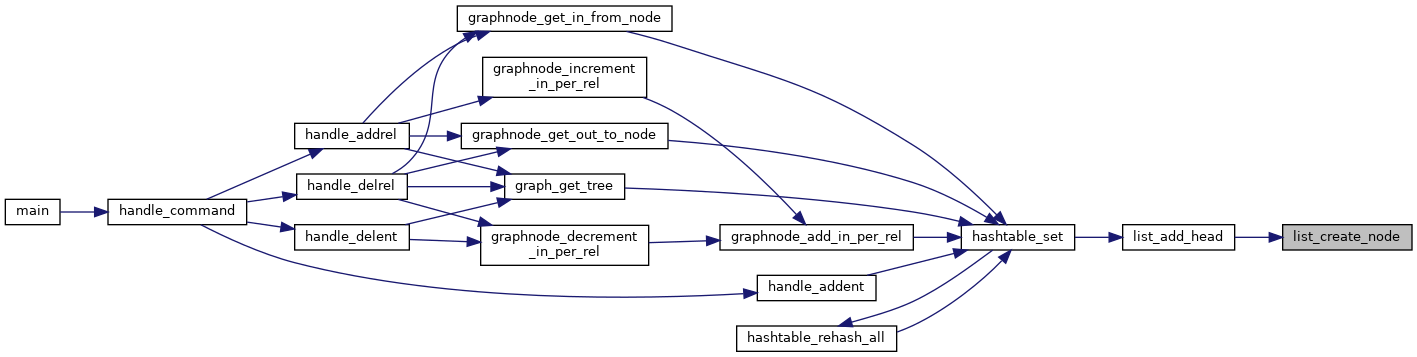 graphnode_get_in_from_node
graphnode_increment
_in_per_rel
handle_addrel
graphnode_get_out_to_node
handle_delrel
graph_get_tree
main
handle_command
handle_delent
graphnode_decrement
_in_per_rel
graphnode_add_in_per_rel
hashtable_set
list_add_head
list_create_node
handle_addent
hashtable_rehash_all